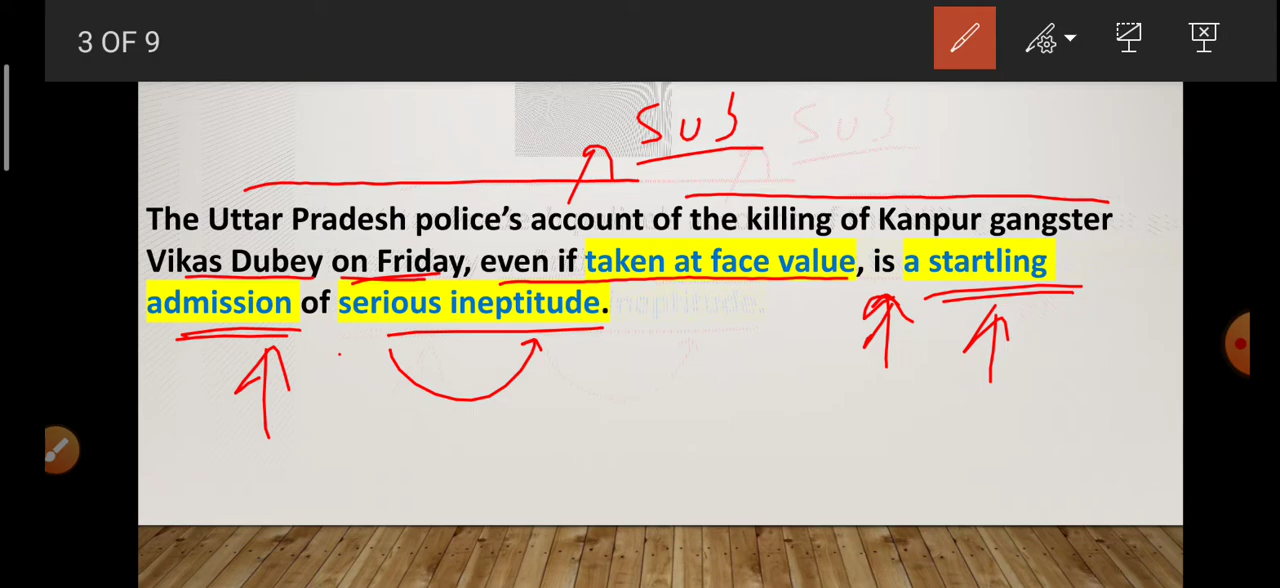 3 OF 9
SUB
The Uttar Pradesh police's account of the killing of Kanpur gangster
Vikas Dubey on Friday, even if taken at face value, is a startling
admission of serious ineptitude.